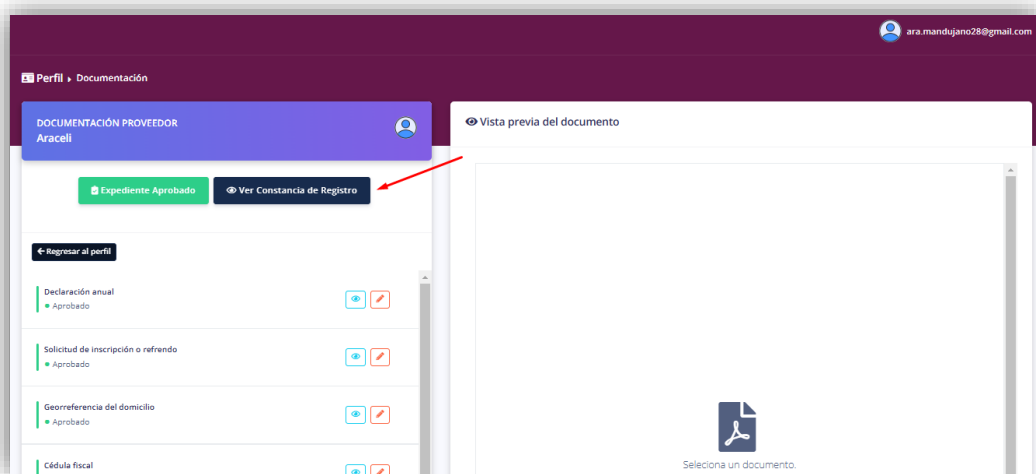 ara.mandujano28@gmail.com
Perfil ▸ Documentación
DOCUMENTACIÓN PROVEEDOR
Araceli
Expediente Aprobado
Ver Constancia de Registro
Regresar al perfil
Declaración anual
Aprobado
Solicitud de inscripción o refrendo
Aprobado
Georreferencia del domicilio
Aprobado
Cédula fiscal
Vista previa del documento
Selecciona un documento.